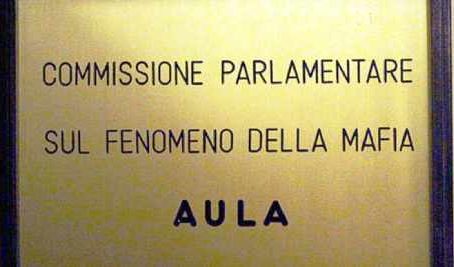 COMMISSIONE PARLAMENTARE
SUL FENOMENO DELLA MAFIA
AULA